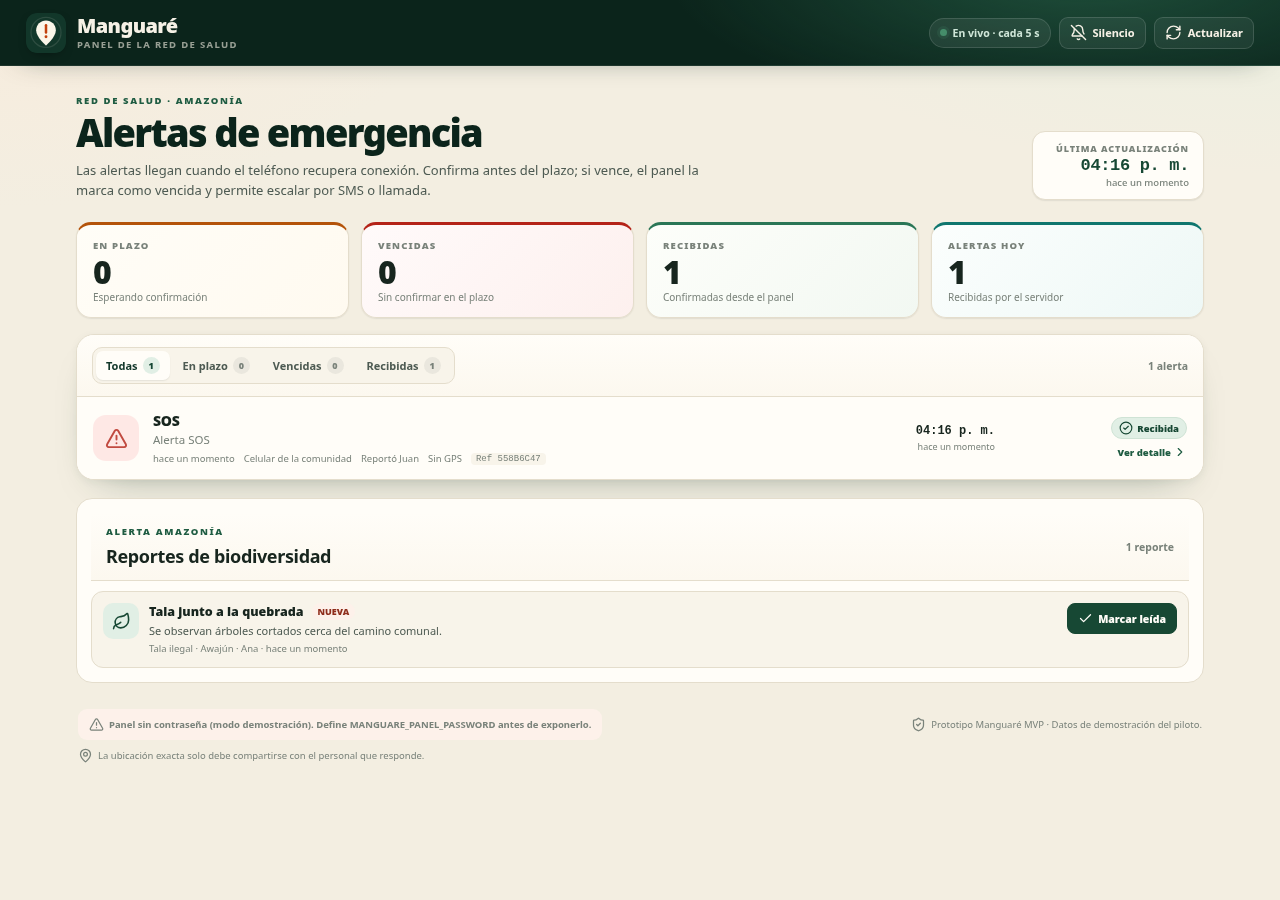 Manguaré
PANEL DE LA RED DE SALUD
En vivo · cada 5 s
Silencio
Actualizar
RED DE SALUD · AMAZONÍA
Alertas de emergencia
Las alertas llegan cuando el teléfono recupera conexión. Confirma antes del plazo; si vence, el panel la
marca como vencida y permite escalar por SMS o llamada.
ÚLTIMA ACTUALIZACIÓN
04:16 p. m.
hace un momento
EN PLAZO
0
Esperando confirmación
VENCIDAS
0
Sin confirmar en el plazo
RECIBIDAS
1
Confirmadas desde el panel
ALERTAS HOY
1
Recibidas por el servidor
Todas 1
En plazo 0
Vencidas 0
Recibidas 1
1 alerta
SOS
Alerta SOS
hace un momento Celular de la comunidad Reportó Juan Sin GPS Ref 558B6C47
04:16 p. m.
hace un momento
Recibida
Ver detalle
ALERTA AMAZONÍA
Reportes de biodiversidad
1 reporte
Tala junto a la quebrada NUEVA
Se observan árboles cortados cerca del camino comunal.
Tala ilegal · Awajún · Ana · hace un momento
Marcar leída
Panel sin contraseña (modo demostración). Define MANGUARE_PANEL_PASSWORD antes de exponerlo.
Prototipo Manguaré MVP · Datos de demostración del piloto.
La ubicación exacta solo debe compartirse con el personal que responde.